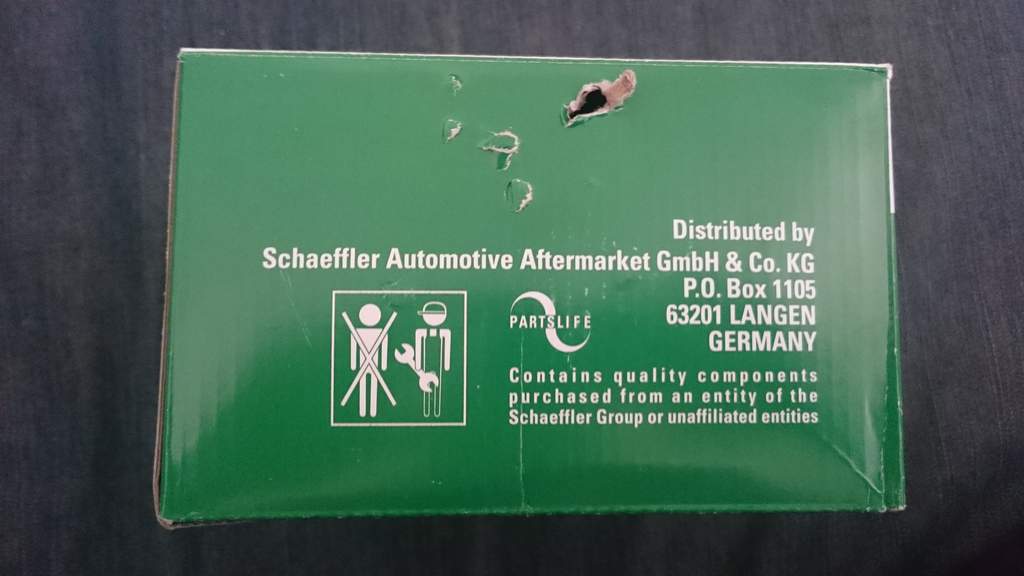 Distributed by
Schaeffler Automotive Aftermarket GmbH & Co. KG
P.O. Box 1105
63201 LANGEN
GERMANY
PARTSLIFE
Contains quality components
purchased from an entity of the
Schaeffler Group or unaffiliated entities